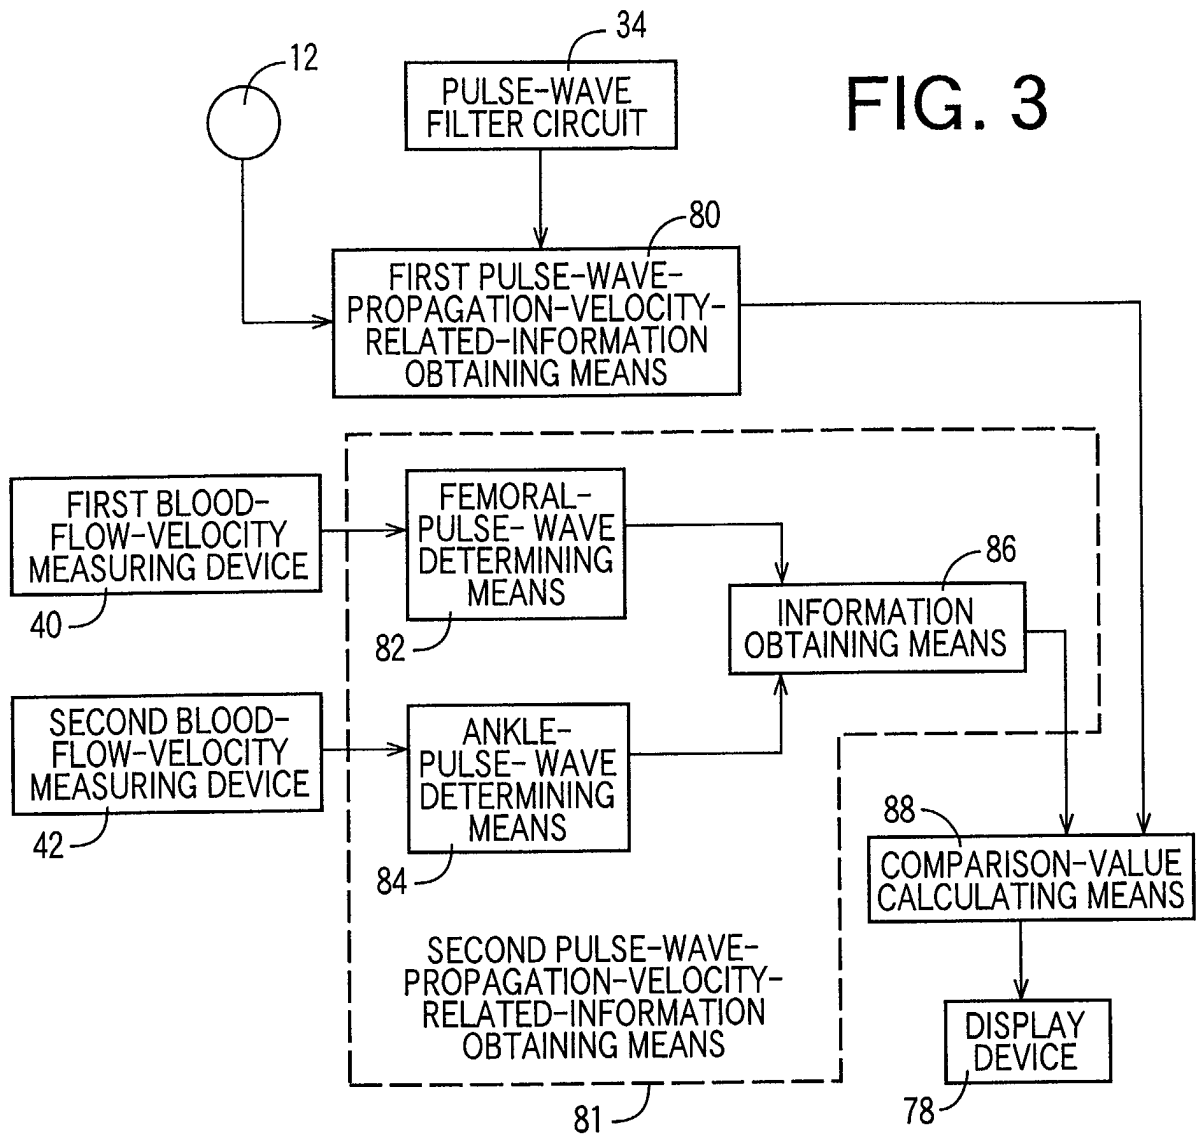 FIG. 3
12
34
PULSE-WAVE
FILTER CIRCUIT
80
FIRST PULSE-WAVE-
PROPAGATION-VELOCITY-
RELATED-INFORMATION
OBTAINING MEANS
FIRST BLOOD-
FLOW-VELOCITY
MEASURING DEVICE
40
FEMORAL-
PULSE- WAVE
DETERMINING
MEANS
82
86
INFORMATION
OBTAINING MEANS
SECOND BLOOD-
FLOW-VELOCITY
MEASURING DEVICE
42
ANKLE-
PULSE- WAVE
DETERMINING
MEANS
84
88
COMPARISON-VALUE
CALCULATING MEANS
SECOND PULSE-WAVE-
PROPAGATION-VELOCITY-
RELATED-INFORMATION
OBTAINING MEANS
81
DISPLAY
DEVICE
78